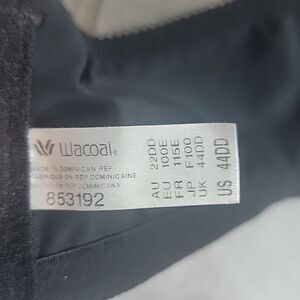 Wacoal®
MADE IN DOMINICAN REP.
FABRIQUE EN REP. DOMINICAINE
HECHO EN REP. DOMINICANA
853192
AU 22DD
EU 100E
FR 115E
JP F100
UK 44DD
US 44DD